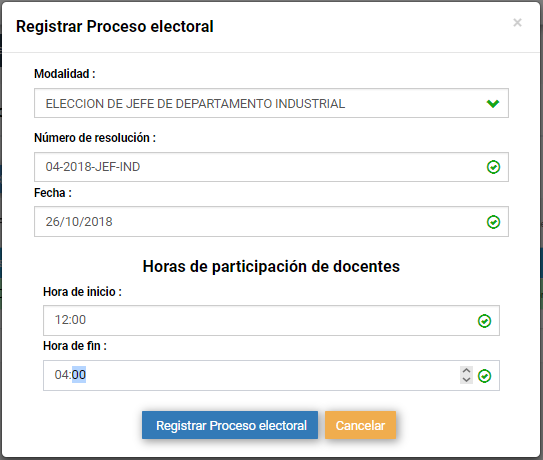 Registrar Proceso electoral ×
Modalidad :
ELECCION DE JEFE DE DEPARTAMENTO INDUSTRIAL
Número de resolución :
04-2018-JEF-IND
Fecha :
26/10/2018
Horas de participación de docentes
Hora de inicio :
12:00
Hora de fin :
04:00
Registrar Proceso electoral Cancelar